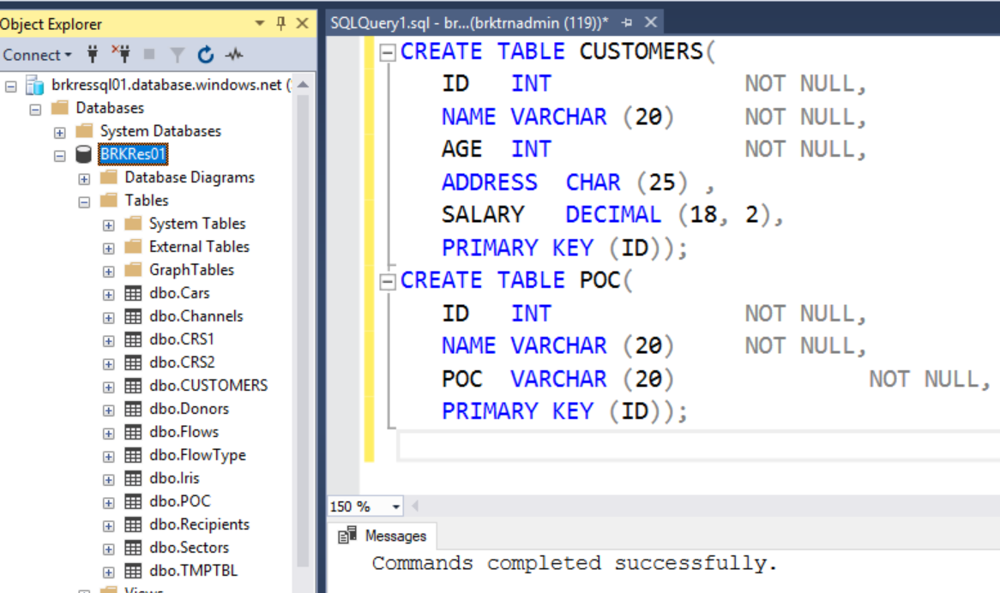 Object Explorer
Connect
brkressql01.database.windows.net (
Databases
System Databases
BRKRes01
Database Diagrams
Tables
System Tables
External Tables
GraphTables
dbo.Cars
dbo.Channels
dbo.CRS1
dbo.CRS2
dbo.CUSTOMERS
dbo.Donors
dbo.Flows
dbo.FlowType
dbo.Iris
dbo.POC
dbo.Recipients
dbo.Sectors
dbo.TMPTBL
Views
SQLQuery1.sql - br...(brktrnadmin (119))*
CREATE TABLE CUSTOMERS(
ID INT NOT NULL,
NAME VARCHAR (20) NOT NULL,
AGE INT NOT NULL,
ADDRESS CHAR (25) ,
SALARY DECIMAL (18, 2),
PRIMARY KEY (ID));
CREATE TABLE POC(
ID INT NOT NULL,
NAME VARCHAR (20) NOT NULL,
POC VARCHAR (20) NOT NULL,
PRIMARY KEY (ID));
150 %
Messages
Commands completed successfully.